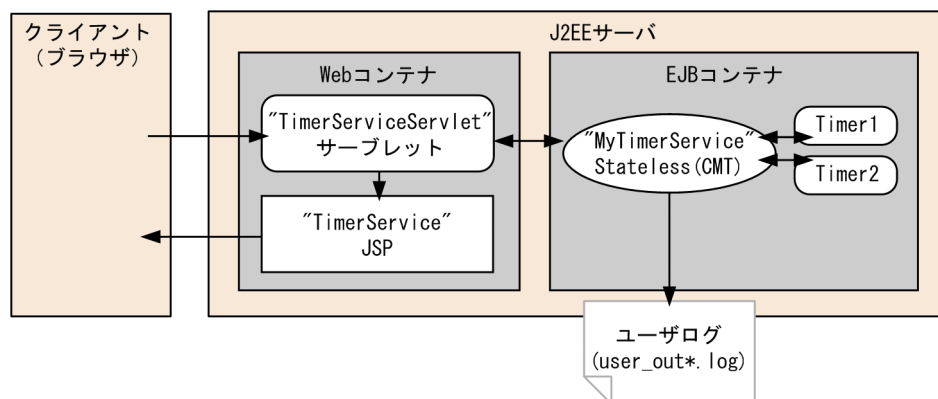 クライアント
(ブラウザ)
J2EEサーバ
Webコンテナ
"TimerServiceServlet"
サーブレット
"TimerService"
JSP
EJBコンテナ
"MyTimerService"
Stateless(CMT)
Timer1
Timer2
ユーザログ
(user_out*.log)